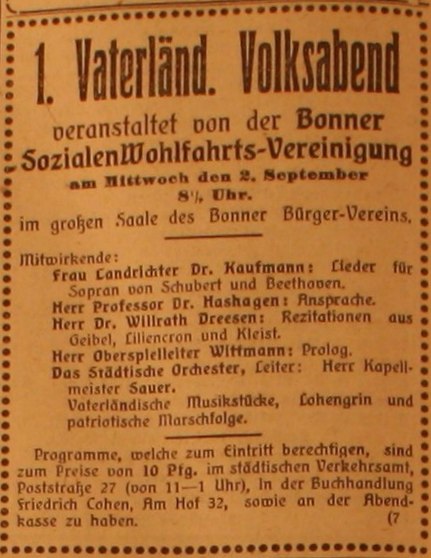 1. Vaterländ. Volksabend
veranstaltet von der Bonner
Sozialen Wohlfahrts-Vereinigung
am Mittwoch den 2. September
Uhr.
im großen Saale des Bonner Bürger-Vereins.
Mitwirkende:
Frau Landrichter Dr. Kaufmann: Lieder für
Sopran von Schubert und Beethoven.
Herr Professor Dr. Hashagen: Ansprache.
Herr Dr. Willrath Dreesen: Rezitationen aus
Geibel, Liliencron und Kleist.
Herr Oberspielleiter Wittmann: Prolog.
Das Städtische Orchester, Leiter: Herr Kapell-
meister Sauer.
Vaterländische Musikstücke, Lohengrin und
patriotische Marschfolge.
Programme, welche zum Eintritt berechtigen, sind
zum Preise von 10 Pfg. im städtischen Verkehrsamt,
Poststraße 27 (von 11—1 Uhr), in der Buchhandlung
Friedrich Cohen, Am Hof 32, sowie an der Abend-
kasse zu haben. (7